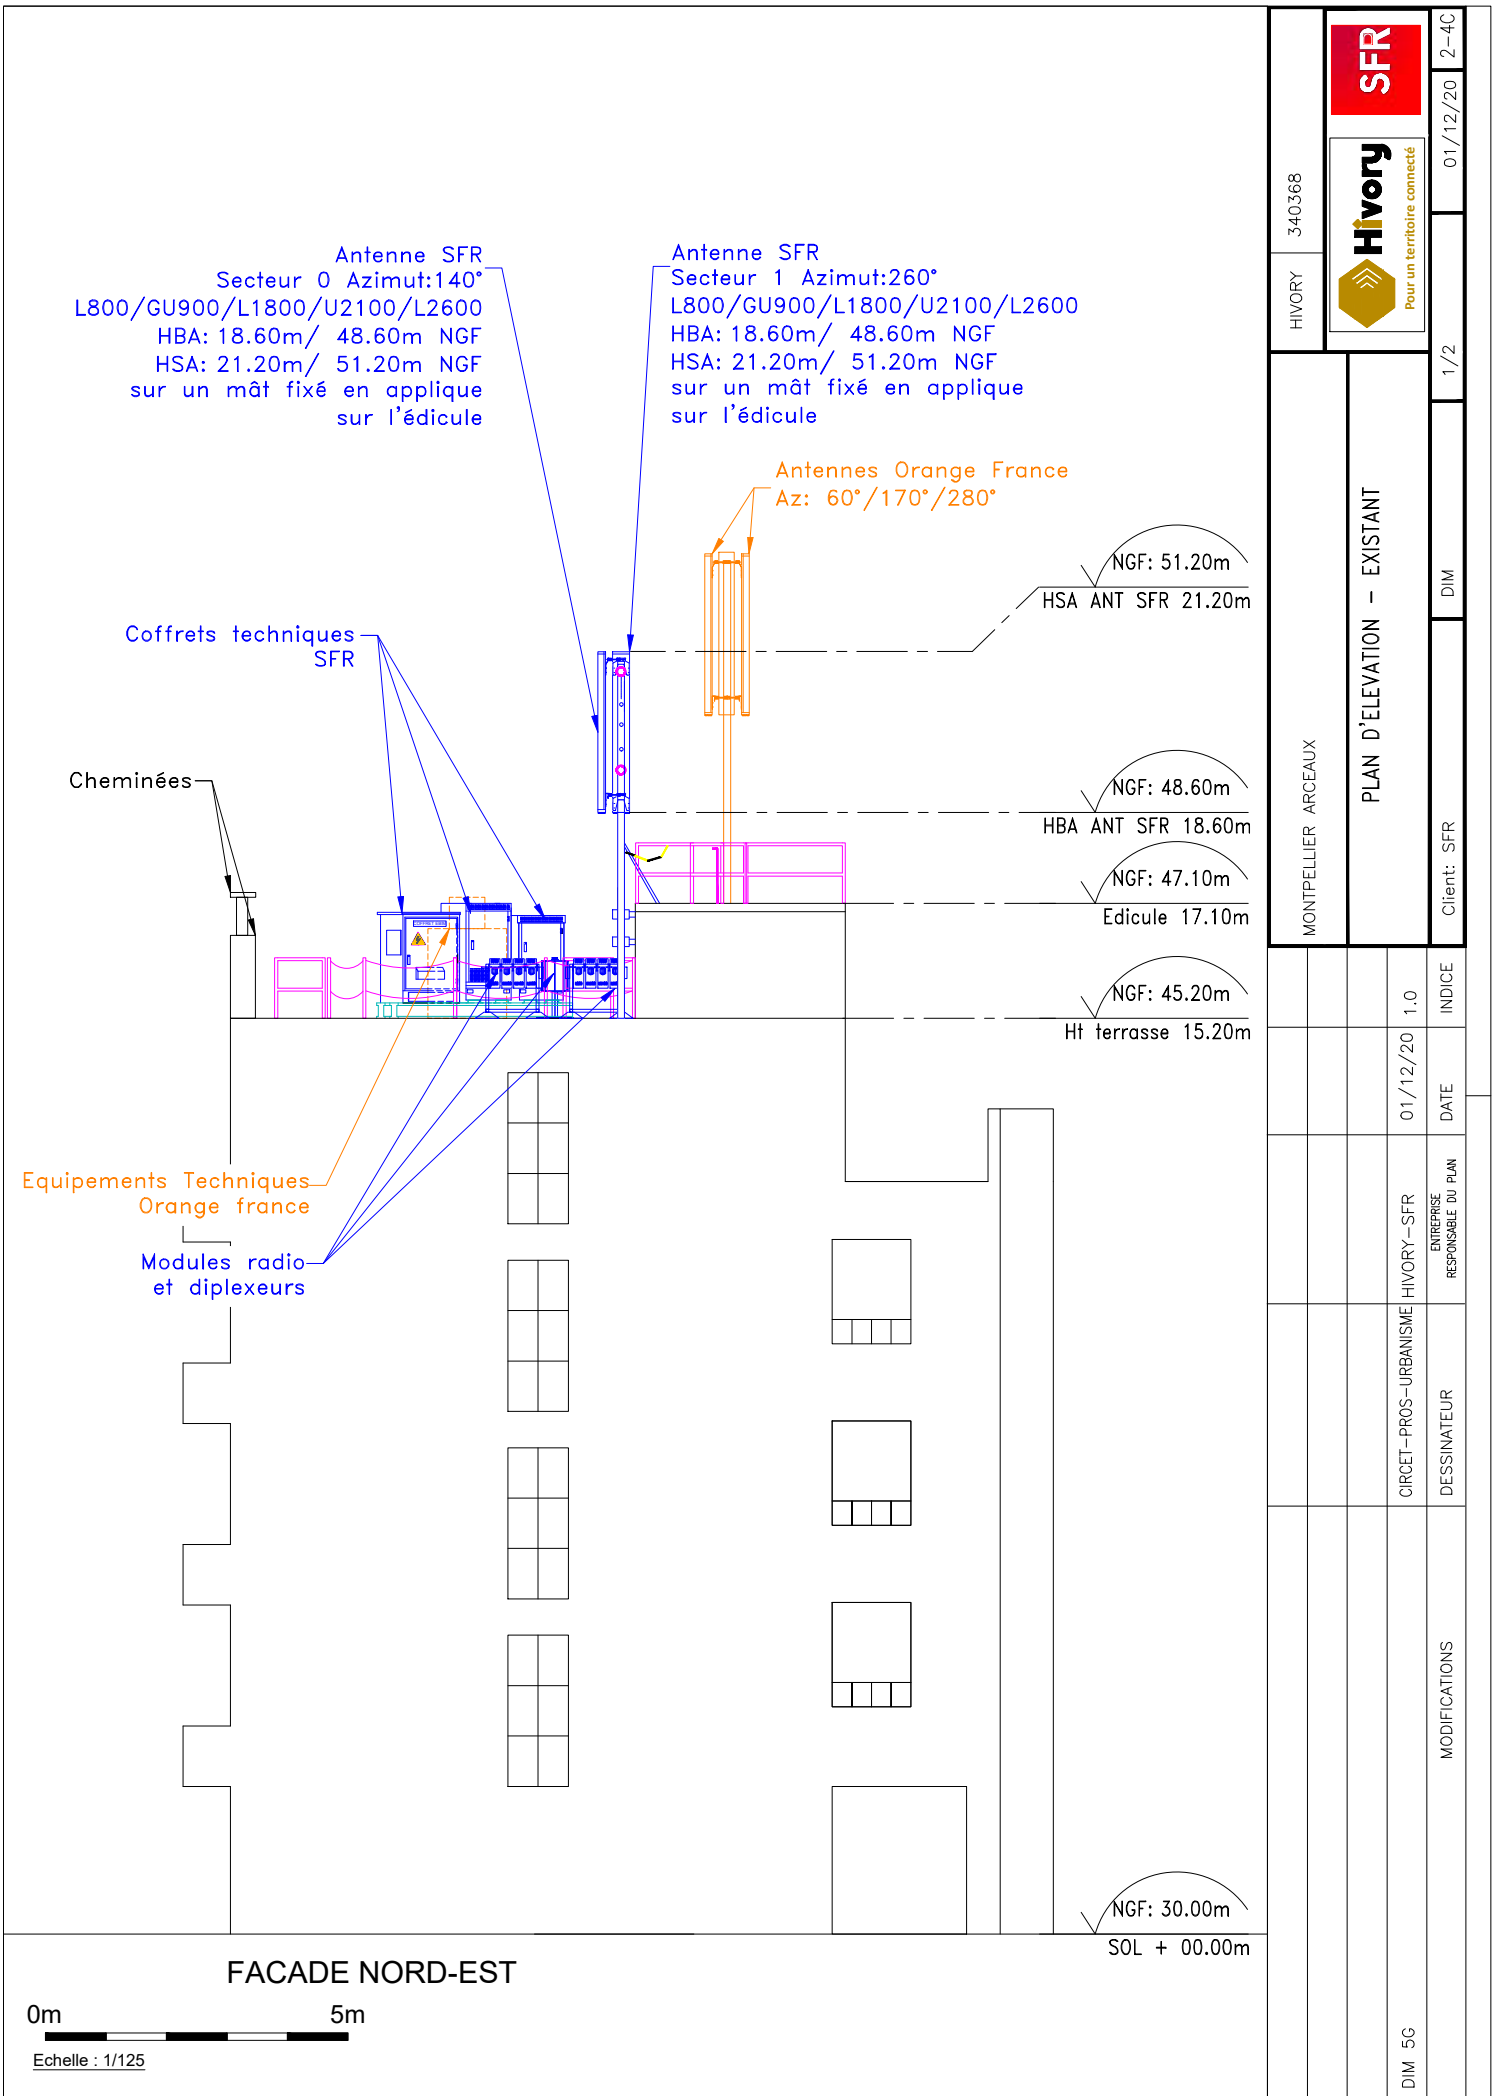 Antenne SFR
Secteur 0 Azimut:140°
L800/GU900/L1800/U2100/L2600
HBA: 18.60m/ 48.60m NGF
HSA: 21.20m/ 51.20m NGF
sur un mât fixé en applique
sur l'édicule
Antenne SFR
Secteur 1 Azimut:260°
L800/GU900/L1800/U2100/L2600
HBA: 18.60m/ 48.60m NGF
HSA: 21.20m/ 51.20m NGF
sur un mât fixé en applique
sur l'édicule
Antennes Orange France
Az: 60°/170°/280°
NGF: 51.20m
HSA ANT SFR 21.20m
Coffrets techniques
SFR
Cheminées
NGF: 48.60m
HBA ANT SFR 18.60m
NGF: 47.10m
Edicule 17.10m
NGF: 45.20m
Ht terrasse 15.20m
Equipements Techniques
Orange france
Modules radio
et diplexeurs
NGF: 30.00m
SOL + 00.00m
FACADE NORD-EST
0m 5m
Echelle : 1/125
HIVORY 340368
MONTPELLIER ARCEAUX
SFR
Hivory
Pour un territoire connecté
PLAN D'ELEVATION - EXISTANT
Client: SFR DIM 1/2 01/12/20 2-4C
DIM 5G CIRCET-PROS-URBANISME HIVORY-SFR 01/12/20 1.0
MODIFICATIONS DESSINATEUR ENTREPRISE
RESPONSABLE DU PLAN DATE INDICE